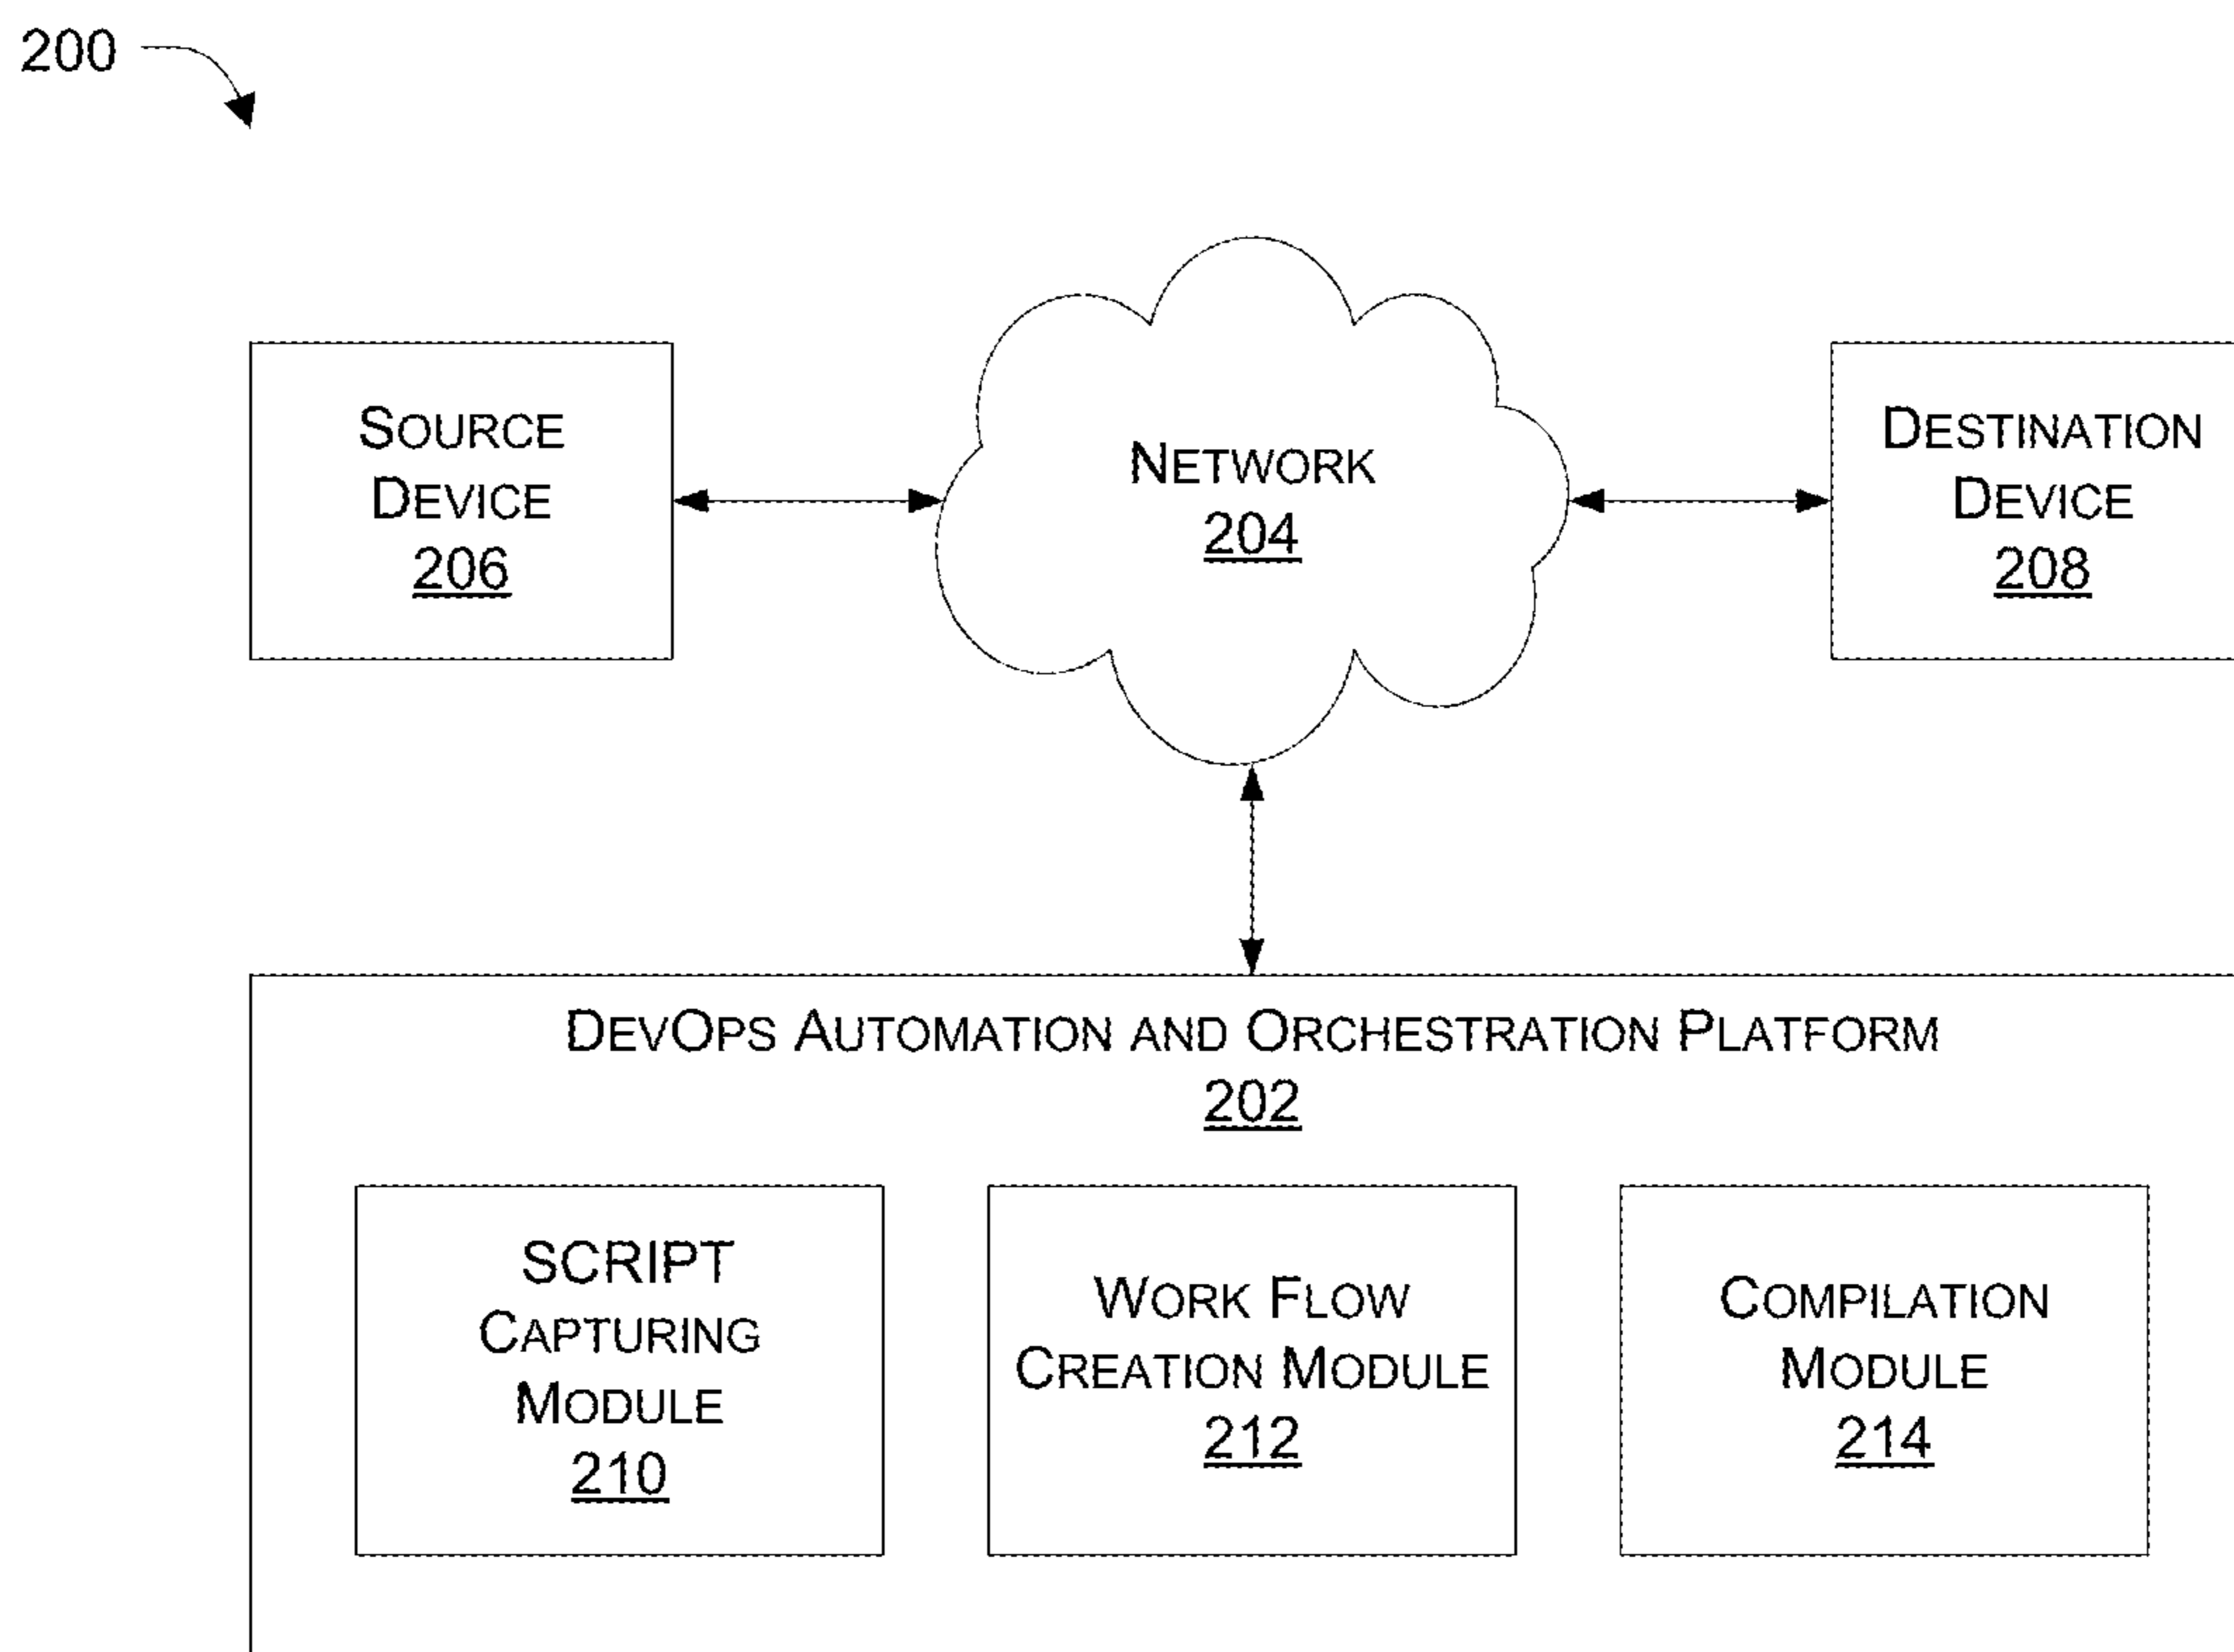 200
SOURCE
DEVICE
206
NETWORK
204
DESTINATION
DEVICE
208
DEVOPS AUTOMATION AND ORCHESTRATION PLATFORM
202
SCRIPT
CAPTURING
MODULE
210
WORK FLOW
CREATION MODULE
212
COMPILATION
MODULE
214